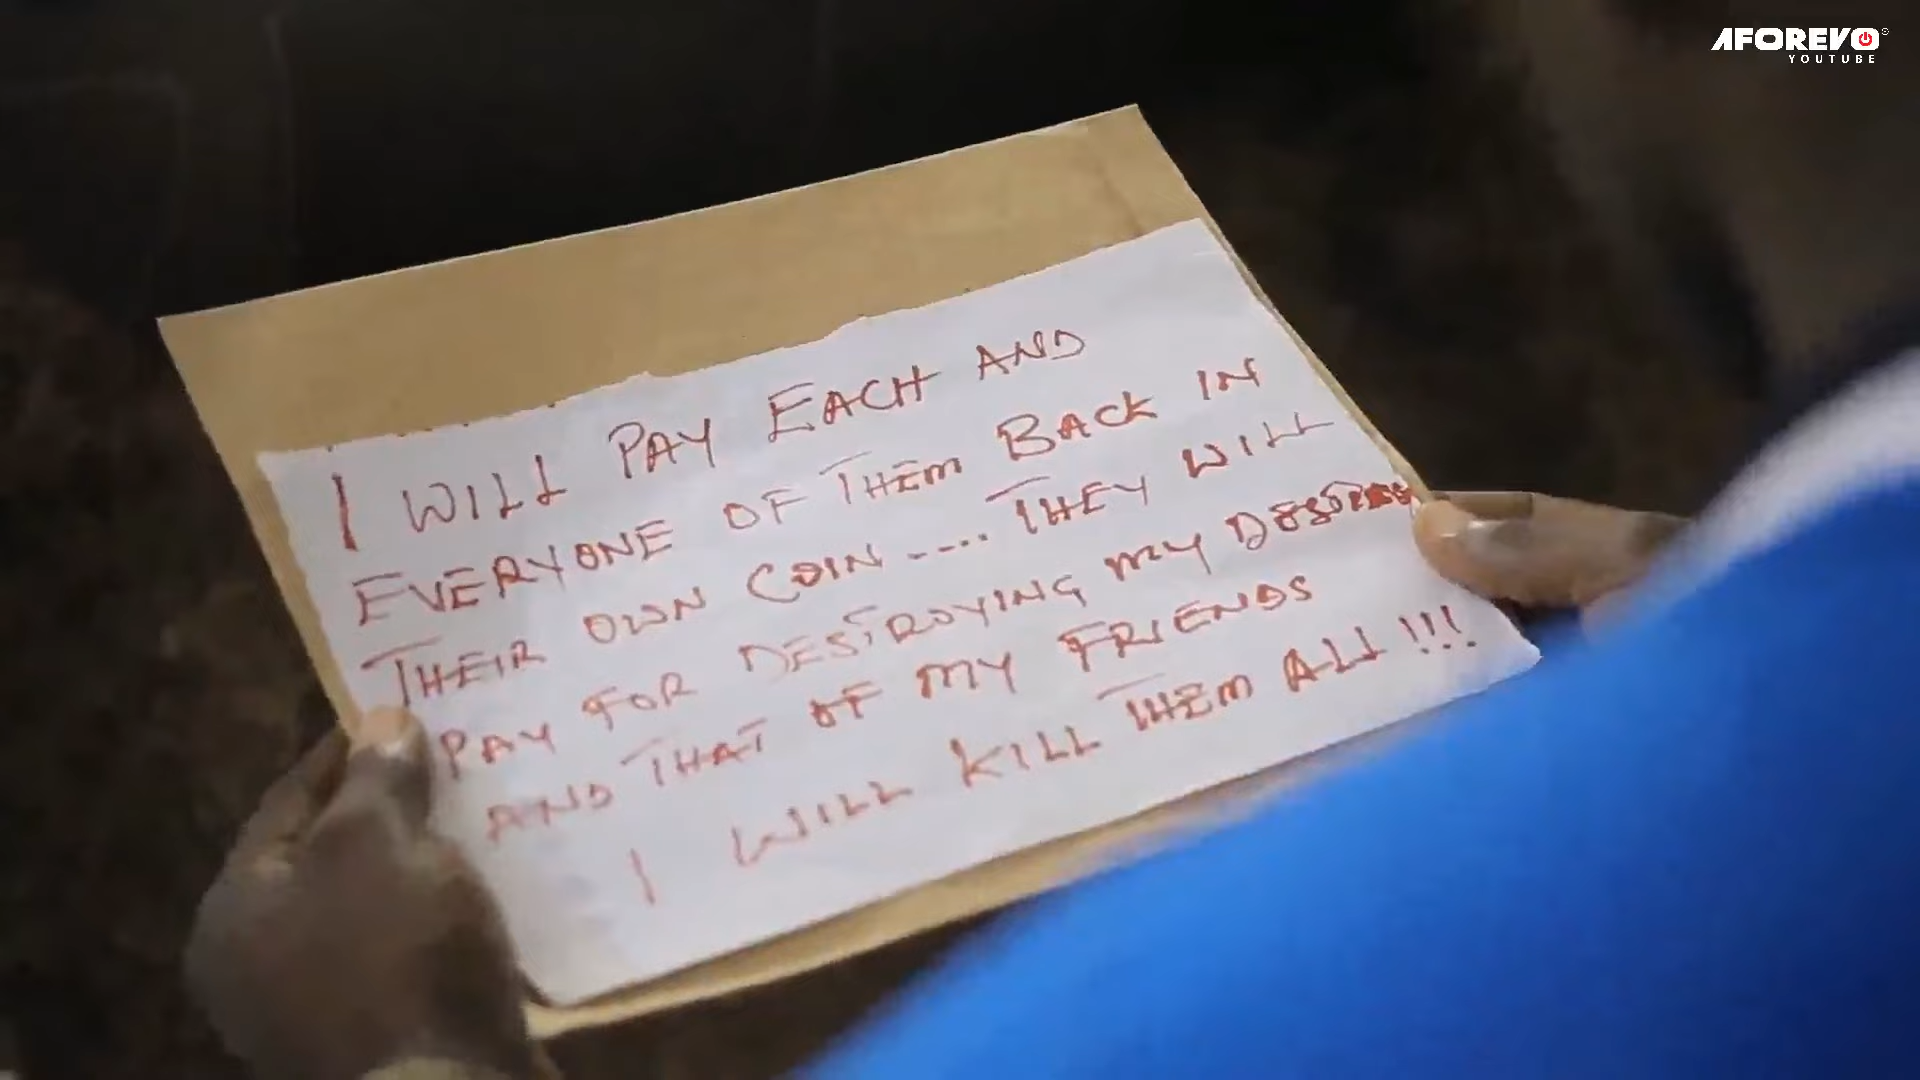 AFOREVO
YOUTUBE
I WILL PAY EACH AND
EVERYONE OF THEM BACK IN
THEIR OWN COIN .... THEY WILL
PAY FOR DESTROYING MY
AND THAT OF MY FRIENDS
I WILL KILL THEM ALL !!!